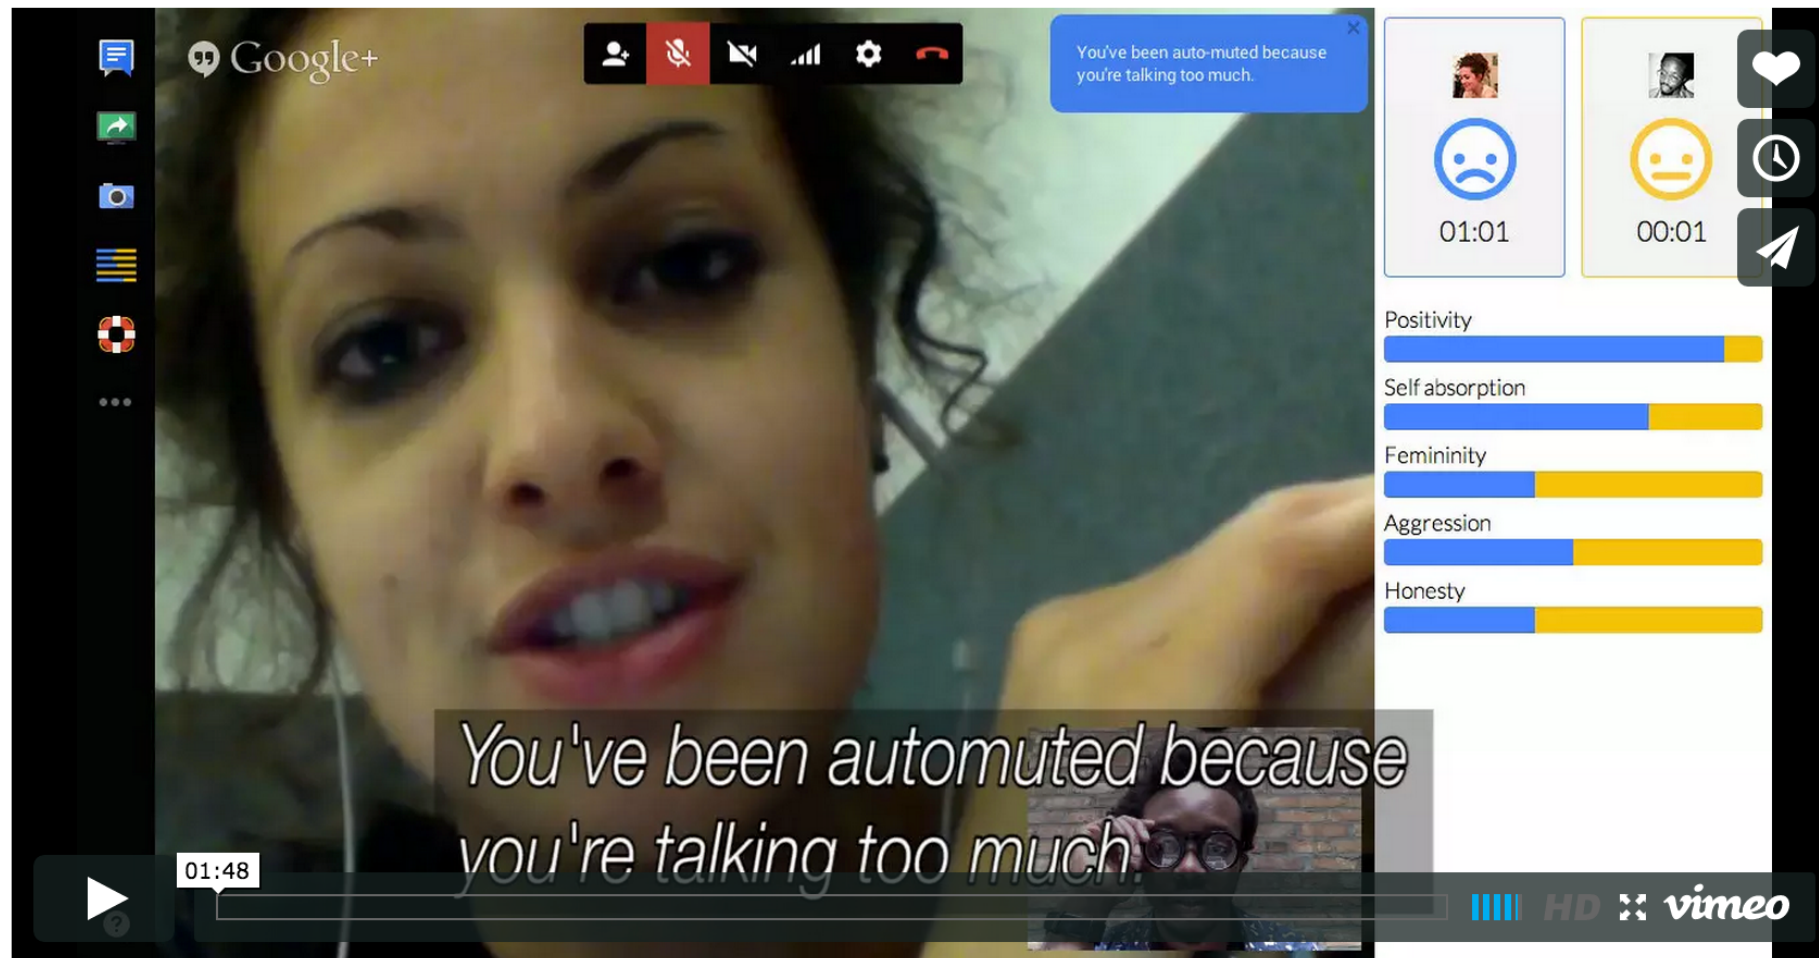 Google+
You've been auto-muted because
you're talking too much.
01:01
00:01
Positivity
Self absorption
Femininity
Aggression
Honesty
You've been automuted because
you're talking too much.
01:48
HD
vimeo